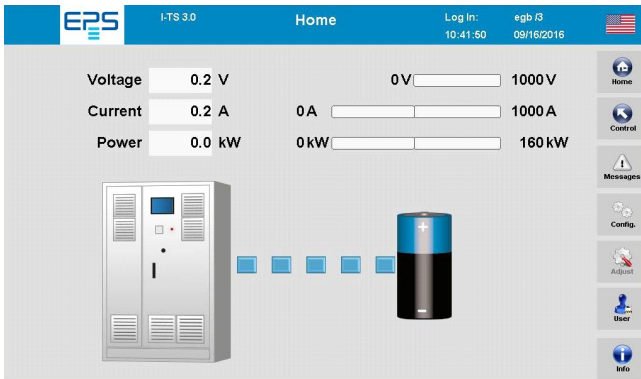 EPS
I-TS 3.0
Home
Log In: egb /3
10:41:50 09/16/2016
Voltage 0.2 V 0 V 1000 V
Current 0.2 A 0 A 1000 A
Power 0.0 kW 0 kW 160 kW
Home
Control
Messages
Config.
Adjust
User
Info
+
-